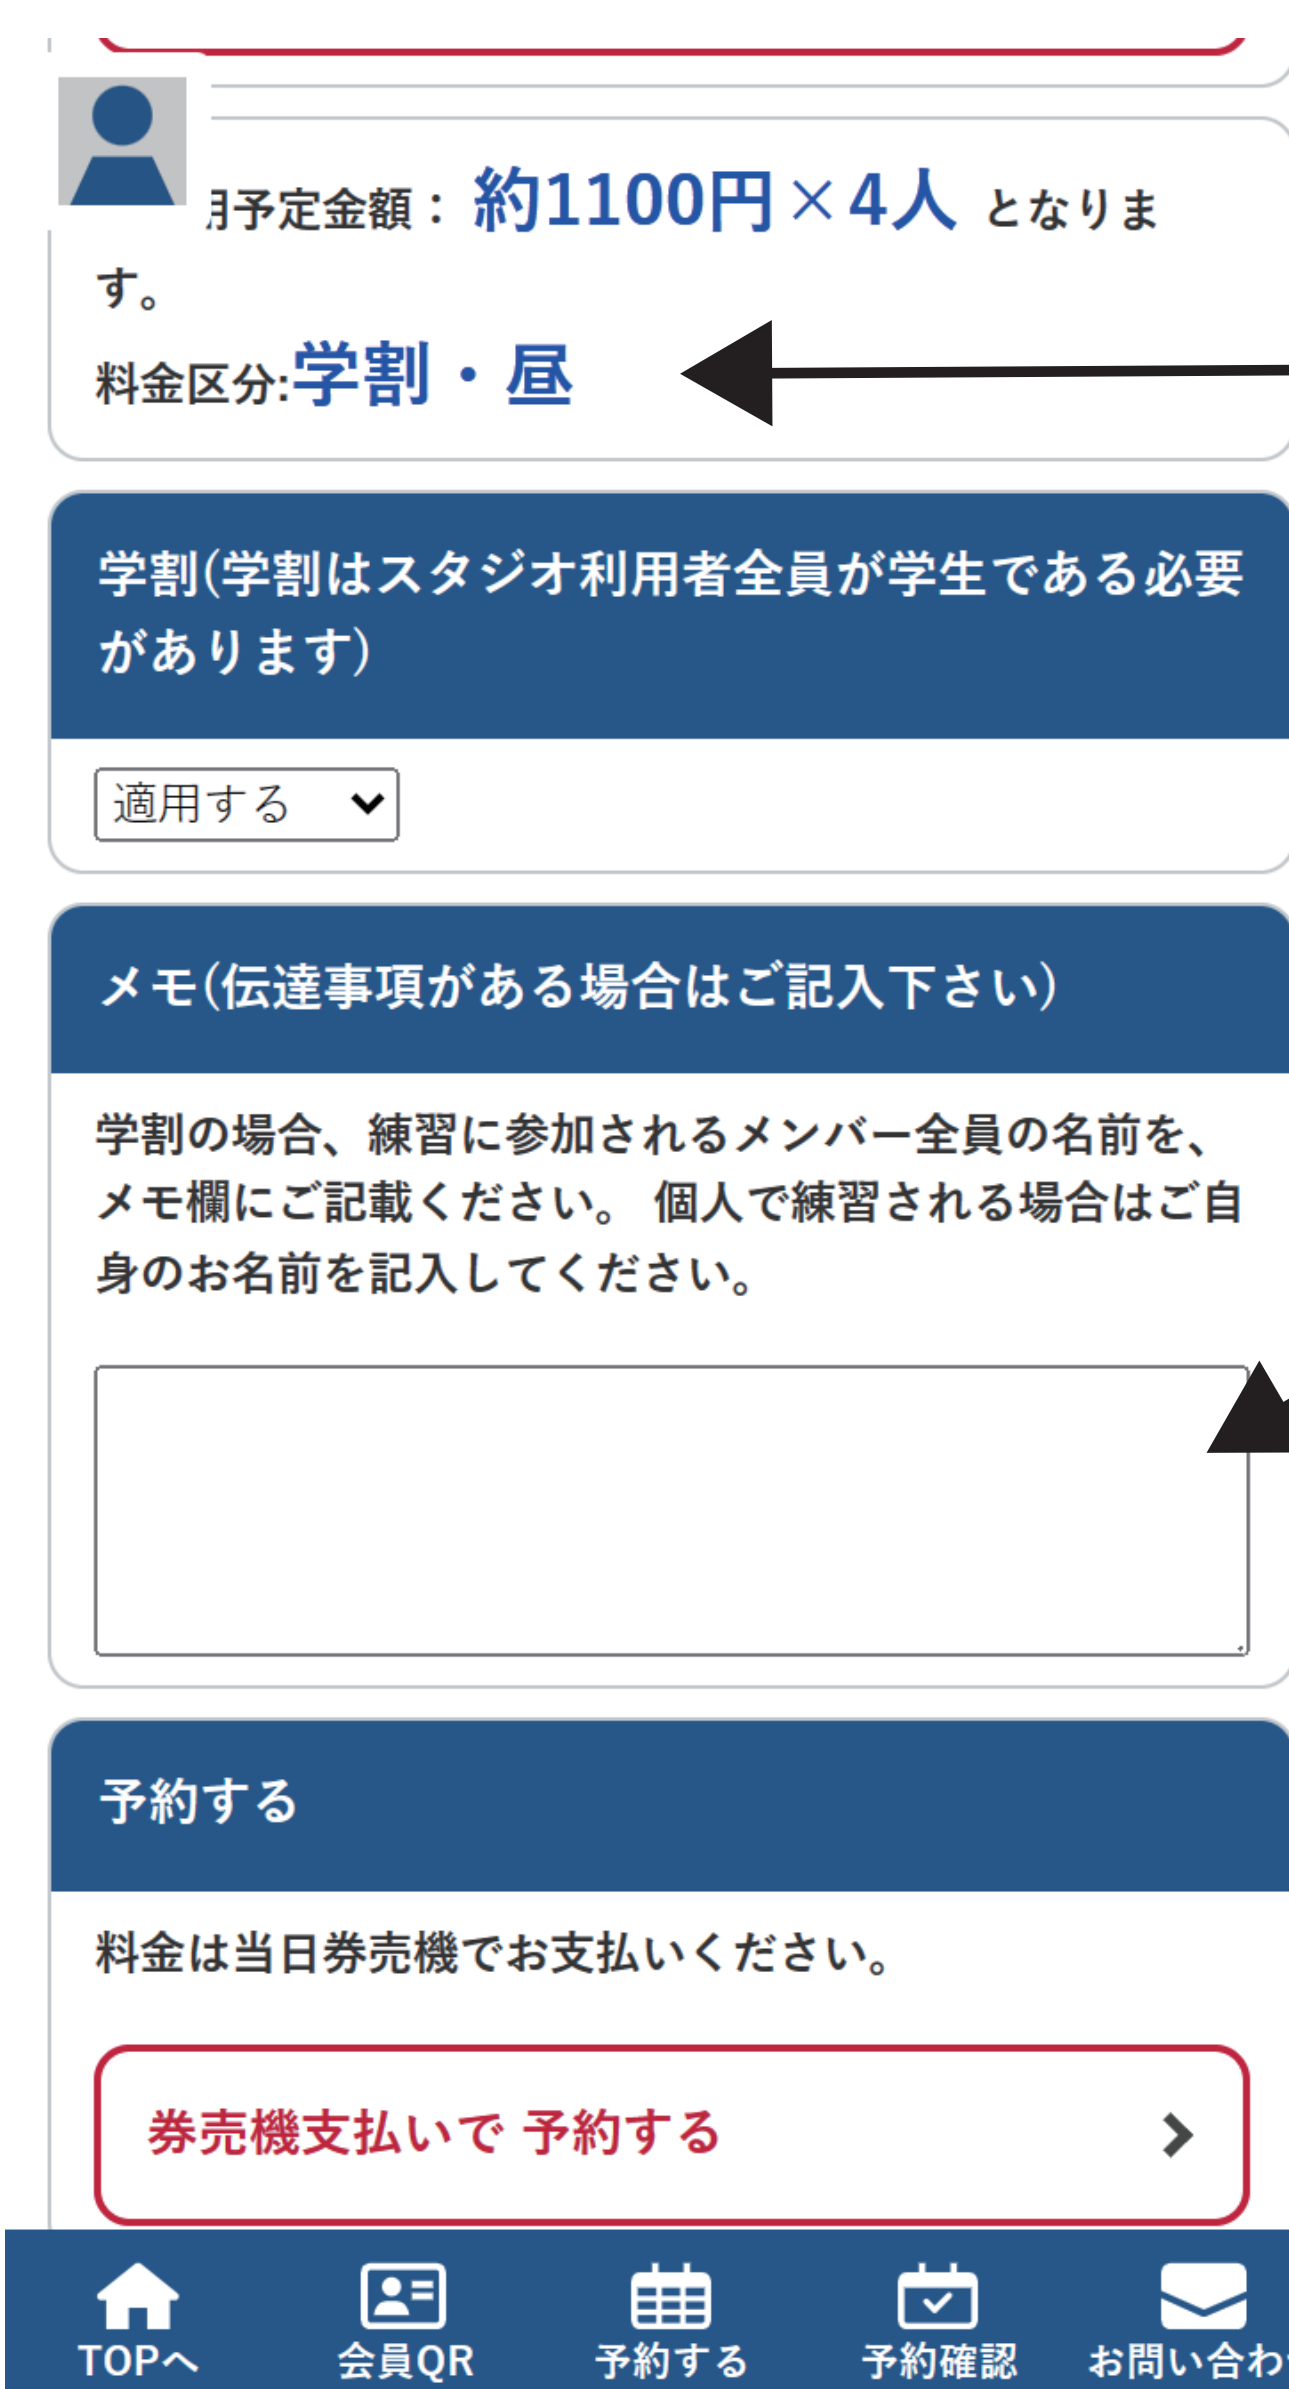 予定金額： 約1100円×4人 となりま
す。
料金区分:学割・昼
学割(学割はスタジオ利用者全員が学生である必要
があります)
適用する
メモ(伝達事項がある場合はご記入下さい)
学割の場合、練習に参加されるメンバー全員の名前を、
メモ欄にご記載ください。 個人で練習される場合はご自
身のお名前を記入してください。
予約する
料金は当日券売機でお支払いください。
券売機支払いで 予約する
TOPへ 会員QR 予約する 予約確認 お問い合わ